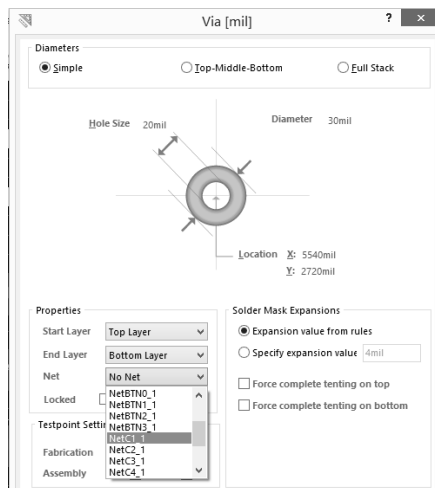 Via [mil]
? ×
Diameters
Simple
Top-Middle-Bottom
Full Stack
Hole Size 20mil
Diameter 30mil
Location X: 5540mil
Y: 2720mil
Properties
Start Layer Top Layer
End Layer Bottom Layer
Net No Net
Locked
NetBTN0_1
NetBTN1_1
NetBTN2_1
NetBTN3_1
NetC1_1
NetC2_1
NetC3_1
NetC4_1
Testpoint Setti
Fabrication
Assembly
Solder Mask Expansions
Expansion value from rules
Specify expansion value 4mil
Force complete tenting on top
Force complete tenting on bottom